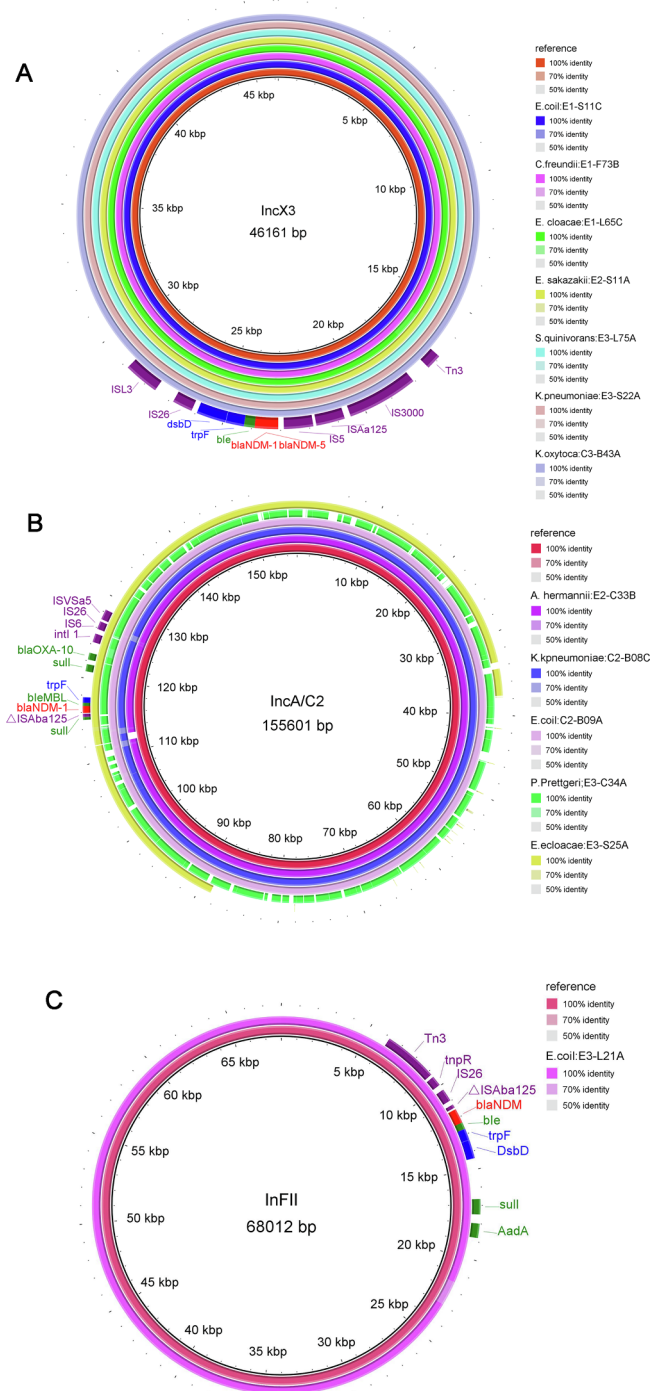 A
45 kbp
5 kbp
10 kbp
15 kbp
20 kbp
25 kbp
30 kbp
35 kbp
40 kbp
IncX3
46161 bp
Tn3
IS3000
ISAa125
IS5
blaNDM-1blaNDM-5
ble
trpF
dsbD
IS26
ISL3
reference
100% identity
70% identity
50% identity
E.coil:E1-S11C
100% identity
70% identity
50% identity
C.freundii:E1-F73B
100% identity
70% identity
50% identity
E. cloacae:E1-L65C
100% identity
70% identity
50% identity
E. sakazakii:E2-S11A
100% identity
70% identity
50% identity
S.quinivorans:E3-L75A
100% identity
70% identity
50% identity
K.pneumoniae:E3-S22A
100% identity
70% identity
50% identity
K.oxytoca:C3-B43A
100% identity
70% identity
50% identity
B
150 kbp
10 kbp
20 kbp
30 kbp
40 kbp
50 kbp
60 kbp
70 kbp
80 kbp
90 kbp
100 kbp
110 kbp
120 kbp
130 kbp
140 kbp
IncA/C2
155601 bp
ISVSa5
IS26
IS6
intl 1
blaOXA-10
sull
trpF
bleMBL
blaNDM-1
△ISAba125
sull
reference
100% identity
70% identity
50% identity
A. hermannii:E2-C33B
100% identity
70% identity
50% identity
K.kpneumoniae:C2-B08C
100% identity
70% identity
50% identity
E.coil:C2-B09A
100% identity
70% identity
50% identity
P.Prettgeri;E3-C34A
100% identity
70% identity
50% identity
E.ecloacae:E3-S25A
100% identity
70% identity
50% identity
C
65 kbp
5 kbp
10 kbp
15 kbp
20 kbp
25 kbp
30 kbp
35 kbp
40 kbp
45 kbp
50 kbp
55 kbp
60 kbp
InFII
68012 bp
Tn3
tnpR
IS26
△ISAba125
blaNDM
ble
trpF
DsbD
sull
AadA
reference
100% identity
70% identity
50% identity
E.coil:E3-L21A
100% identity
70% identity
50% identity